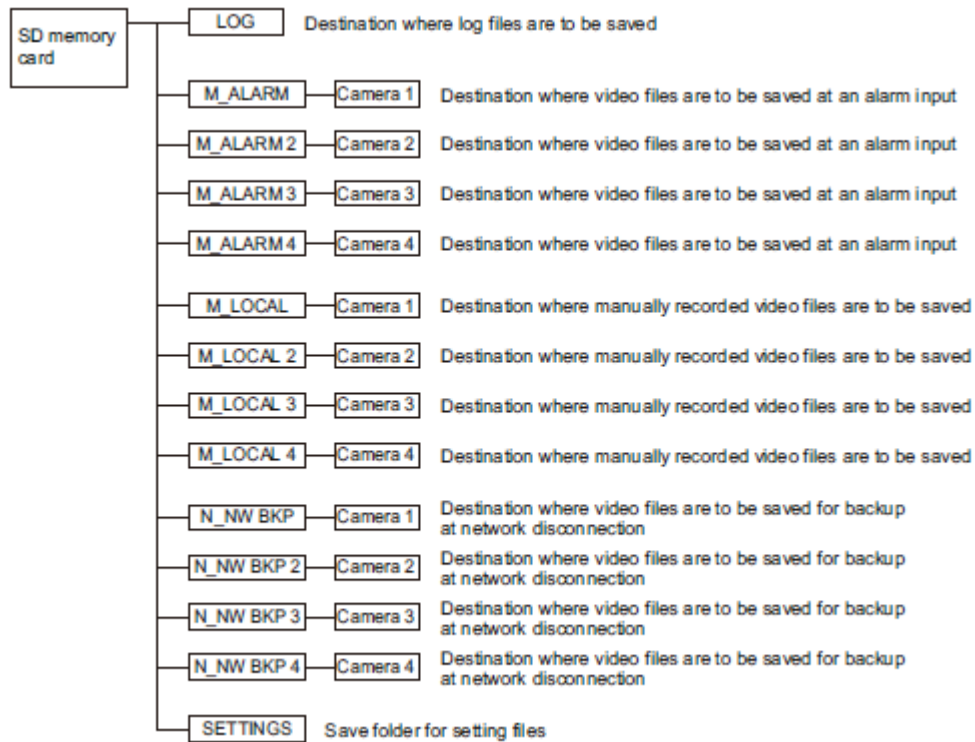 SD memory
card
LOG Destination where log files are to be saved
M_ALARM Camera 1 Destination where video files are to be saved at an alarm input
M_ALARM 2 Camera 2 Destination where video files are to be saved at an alarm input
M_ALARM 3 Camera 3 Destination where video files are to be saved at an alarm input
M_ALARM 4 Camera 4 Destination where video files are to be saved at an alarm input
M_LOCAL Camera 1 Destination where manually recorded video files are to be saved
M_LOCAL 2 Camera 2 Destination where manually recorded video files are to be saved
M_LOCAL 3 Camera 3 Destination where manually recorded video files are to be saved
M_LOCAL 4 Camera 4 Destination where manually recorded video files are to be saved
N_NW BKP Camera 1 Destination where video files are to be saved for backup
at network disconnection
N_NW BKP 2 Camera 2 Destination where video files are to be saved for backup
at network disconnection
N_NW BKP 3 Camera 3 Destination where video files are to be saved for backup
at network disconnection
N_NW BKP 4 Camera 4 Destination where video files are to be saved for backup
at network disconnection
SETTINGS Save folder for setting files